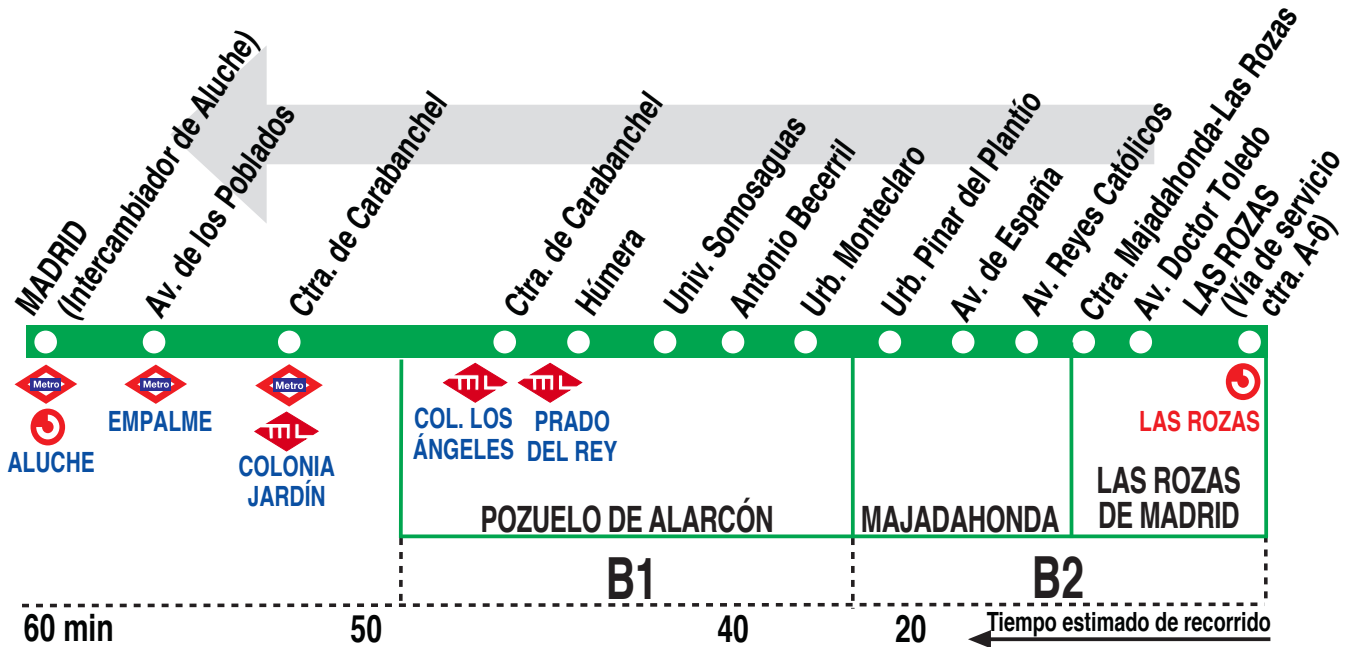 MADRID
(Intercambiador de Aluche)
Av. de los Poblados
Ctra. de Carabanchel
Ctra. de Carabanchel
Húmera
Univ. Somosaguas
Antonio Becerril
Urb. Monteclaro
Urb. Pinar del Plantío
Av. de España
Av. Reyes Católicos
Ctra. Majadahonda-Las Rozas
Av. Doctor Toledo
LAS ROZAS
(Vía de servicio
ctra. A-6)
Metro
ALUCHE
Metro
EMPALME
Metro
ML
COLONIA
JARDÍN
ML
COL. LOS
ÁNGELES
ML
PRADO
DEL REY
LAS ROZAS
POZUELO DE ALARCÓN
MAJADAHONDA
LAS ROZAS
DE MADRID
B1
B2
60 min
50
40
20
Tiempo estimado de recorrido